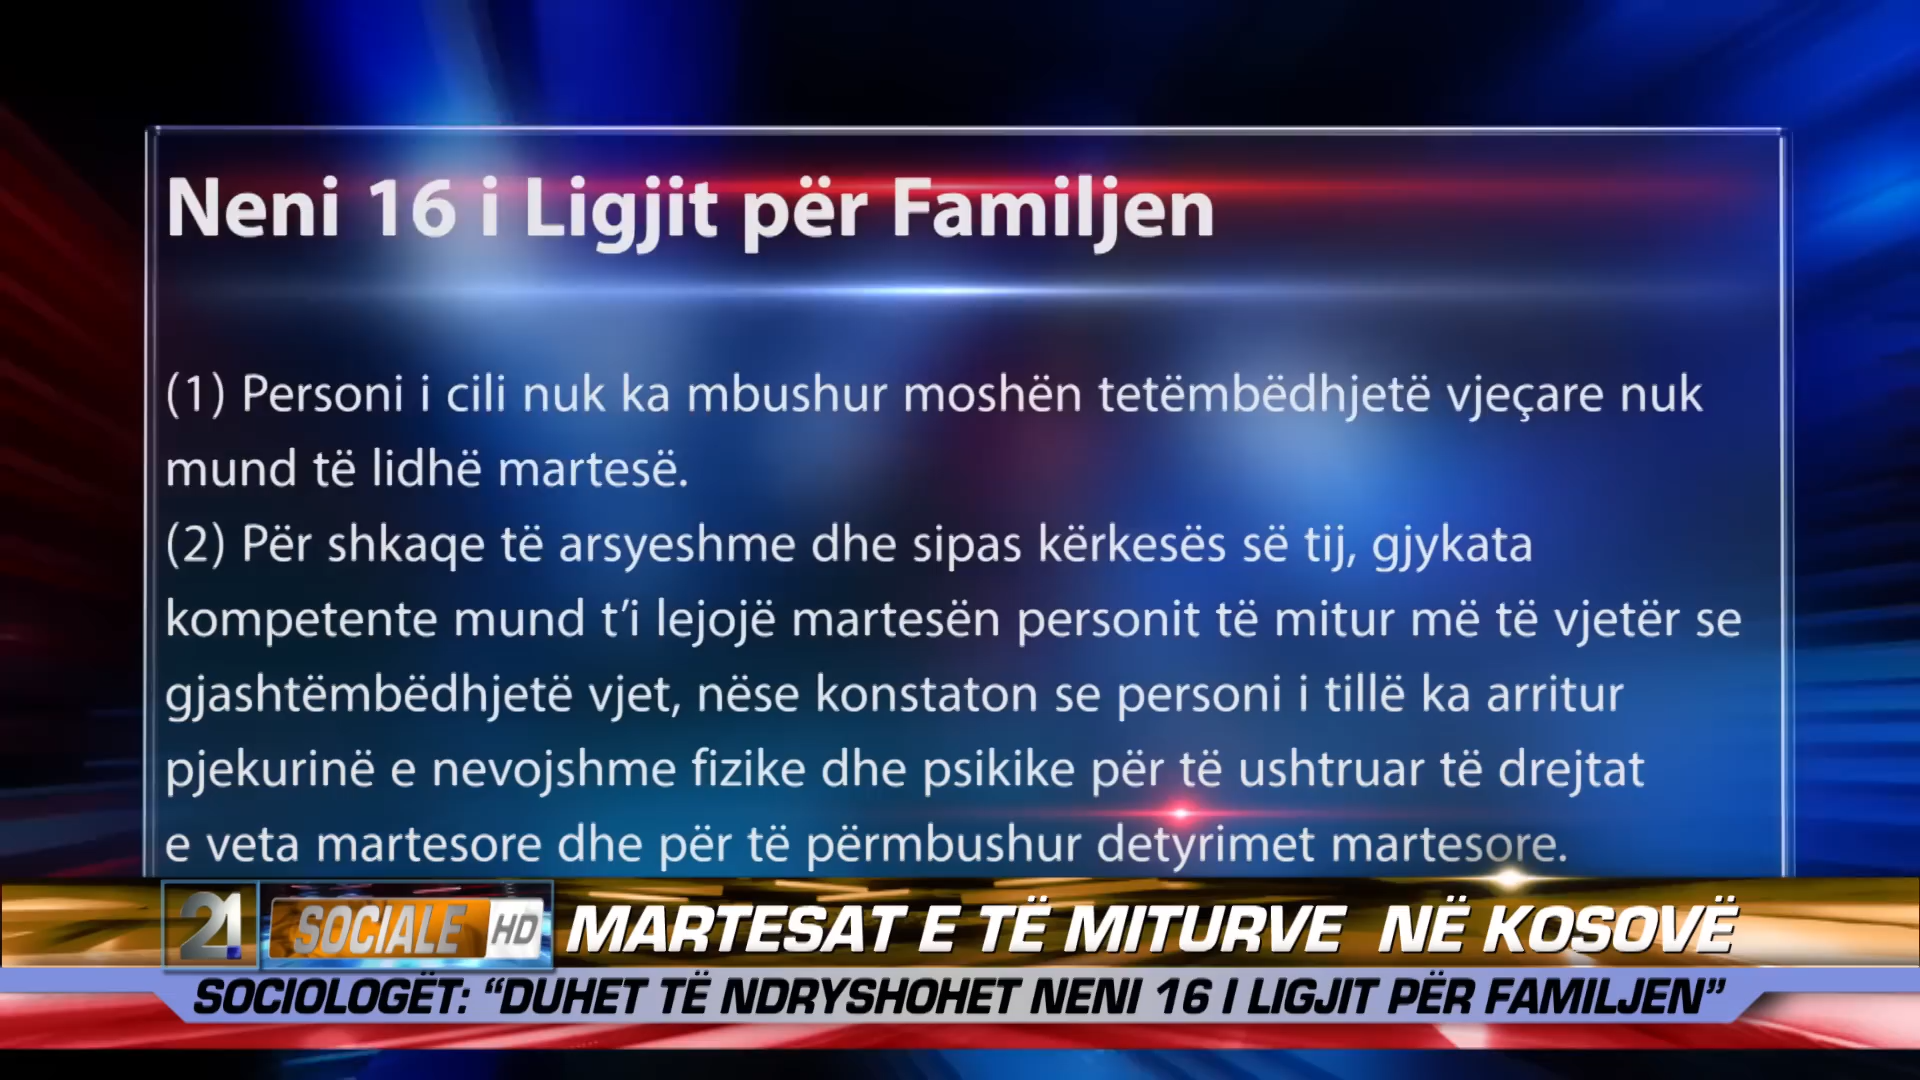 Neni 16 i Ligjit për Familjen
(1) Personi i cili nuk ka mbushur moshën tetëmbëdhjetë vjeçare nuk
mund të lidhë martesë.
(2) Për shkaqe të arsyeshme dhe sipas kërkesës së tij, gjykata
kompetente mund t’i lejojë martesën personit të mitur më të vjetër se
gjashtëmbëdhjetë vjet, nëse konstaton se personi i tillë ka arritur
pjekurinë e nevojshme fizike dhe psikike për të ushtruar të drejtat
e veta martesore dhe për të përmbushur detyrimet martesore.
21 SOCIALE HD MARTESAT E TË MITURVE NË KOSOVË
SOCIOLOGËT: “DUHET TË NDRYSHOHET NENI 16 I LIGJIT PËR FAMILJEN”